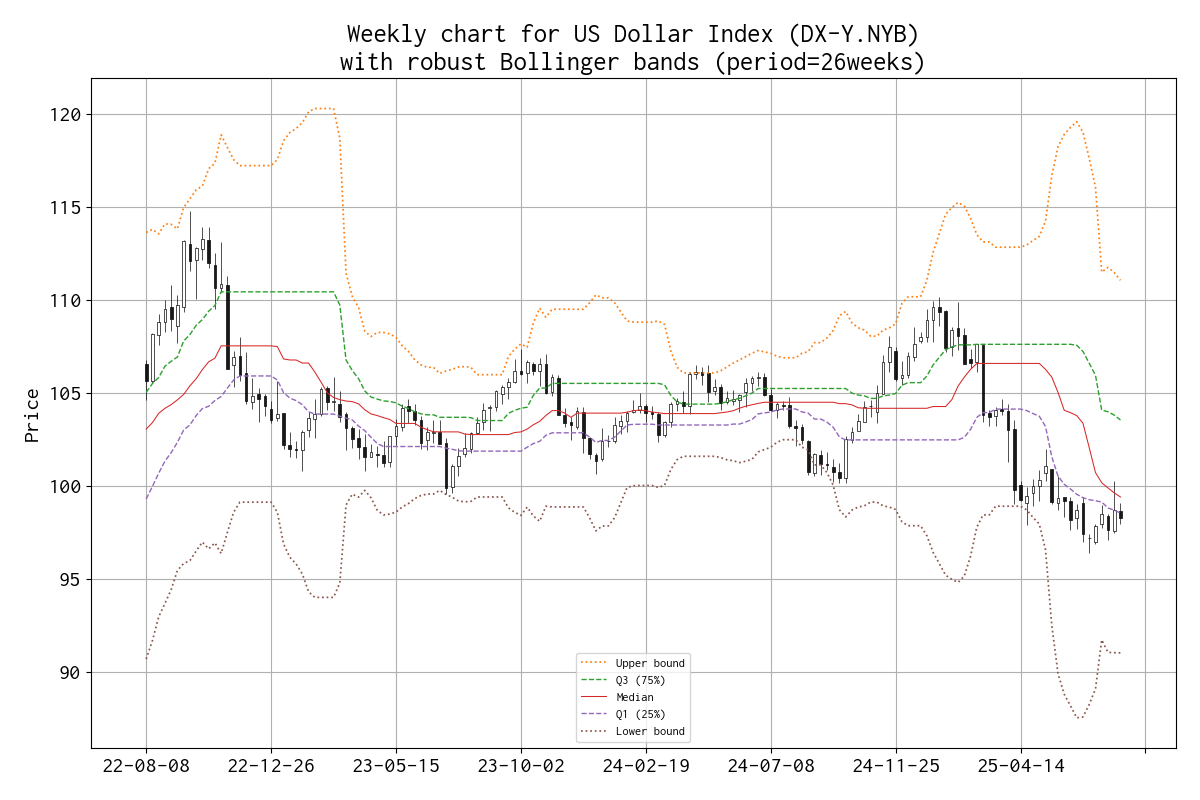 Weekly chart for US Dollar Index (DX-Y.NYB)
with robust Bollinger bands (period=26weeks)
Price
120
115
110
105
100
95
90
22-08-08
22-12-26
23-05-15
23-10-02
24-02-19
24-07-08
24-11-25
25-04-14
Upper bound
Q3 (75%)
Median
Q1 (25%)
Lower bound